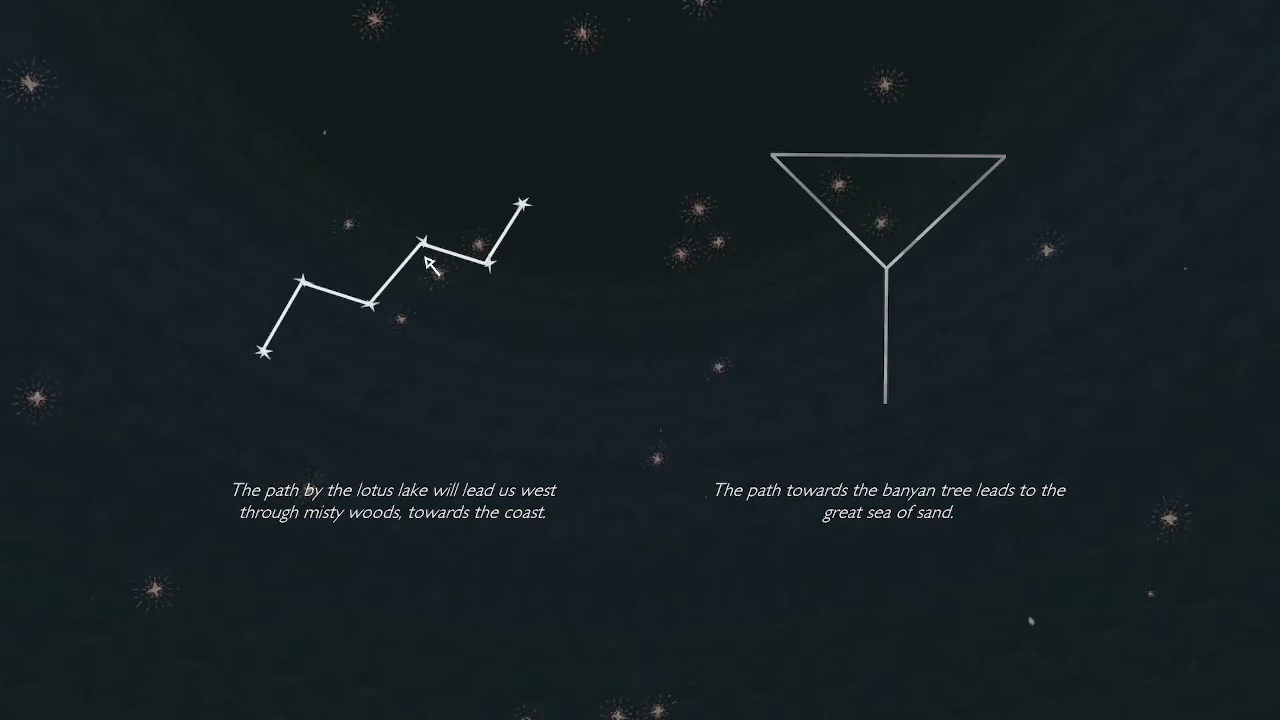 The path by the lotus lake will lead us west
through misty woods, towards the coast.
The path towards the banyan tree leads to the
great sea of sand.